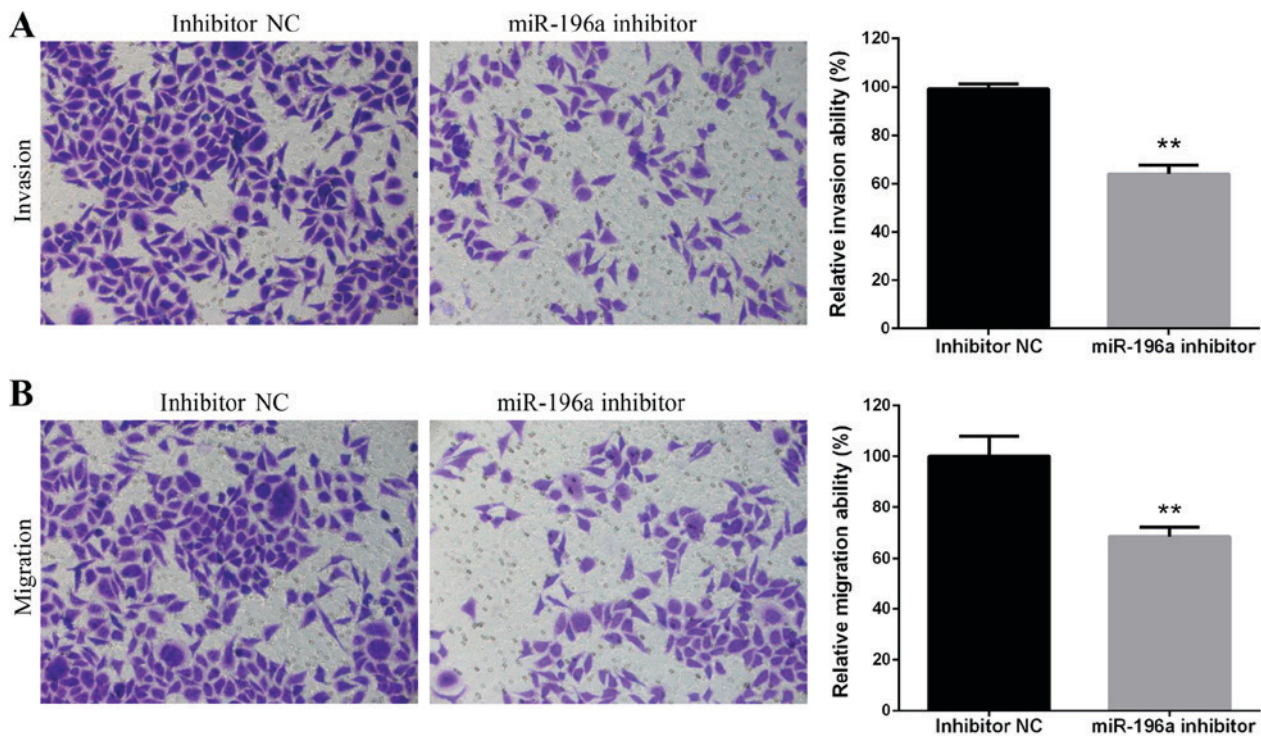 A
Inhibitor NC
miR-196a inhibitor
Invasion
Relative invasion ability (%)
120
100
80
60
40
20
0
**
Inhibitor NC
miR-196a inhibitor
B
Inhibitor NC
miR-196a inhibitor
Migration
Relative migration ability (%)
120
100
80
60
40
20
0
**
Inhibitor NC
miR-196a inhibitor